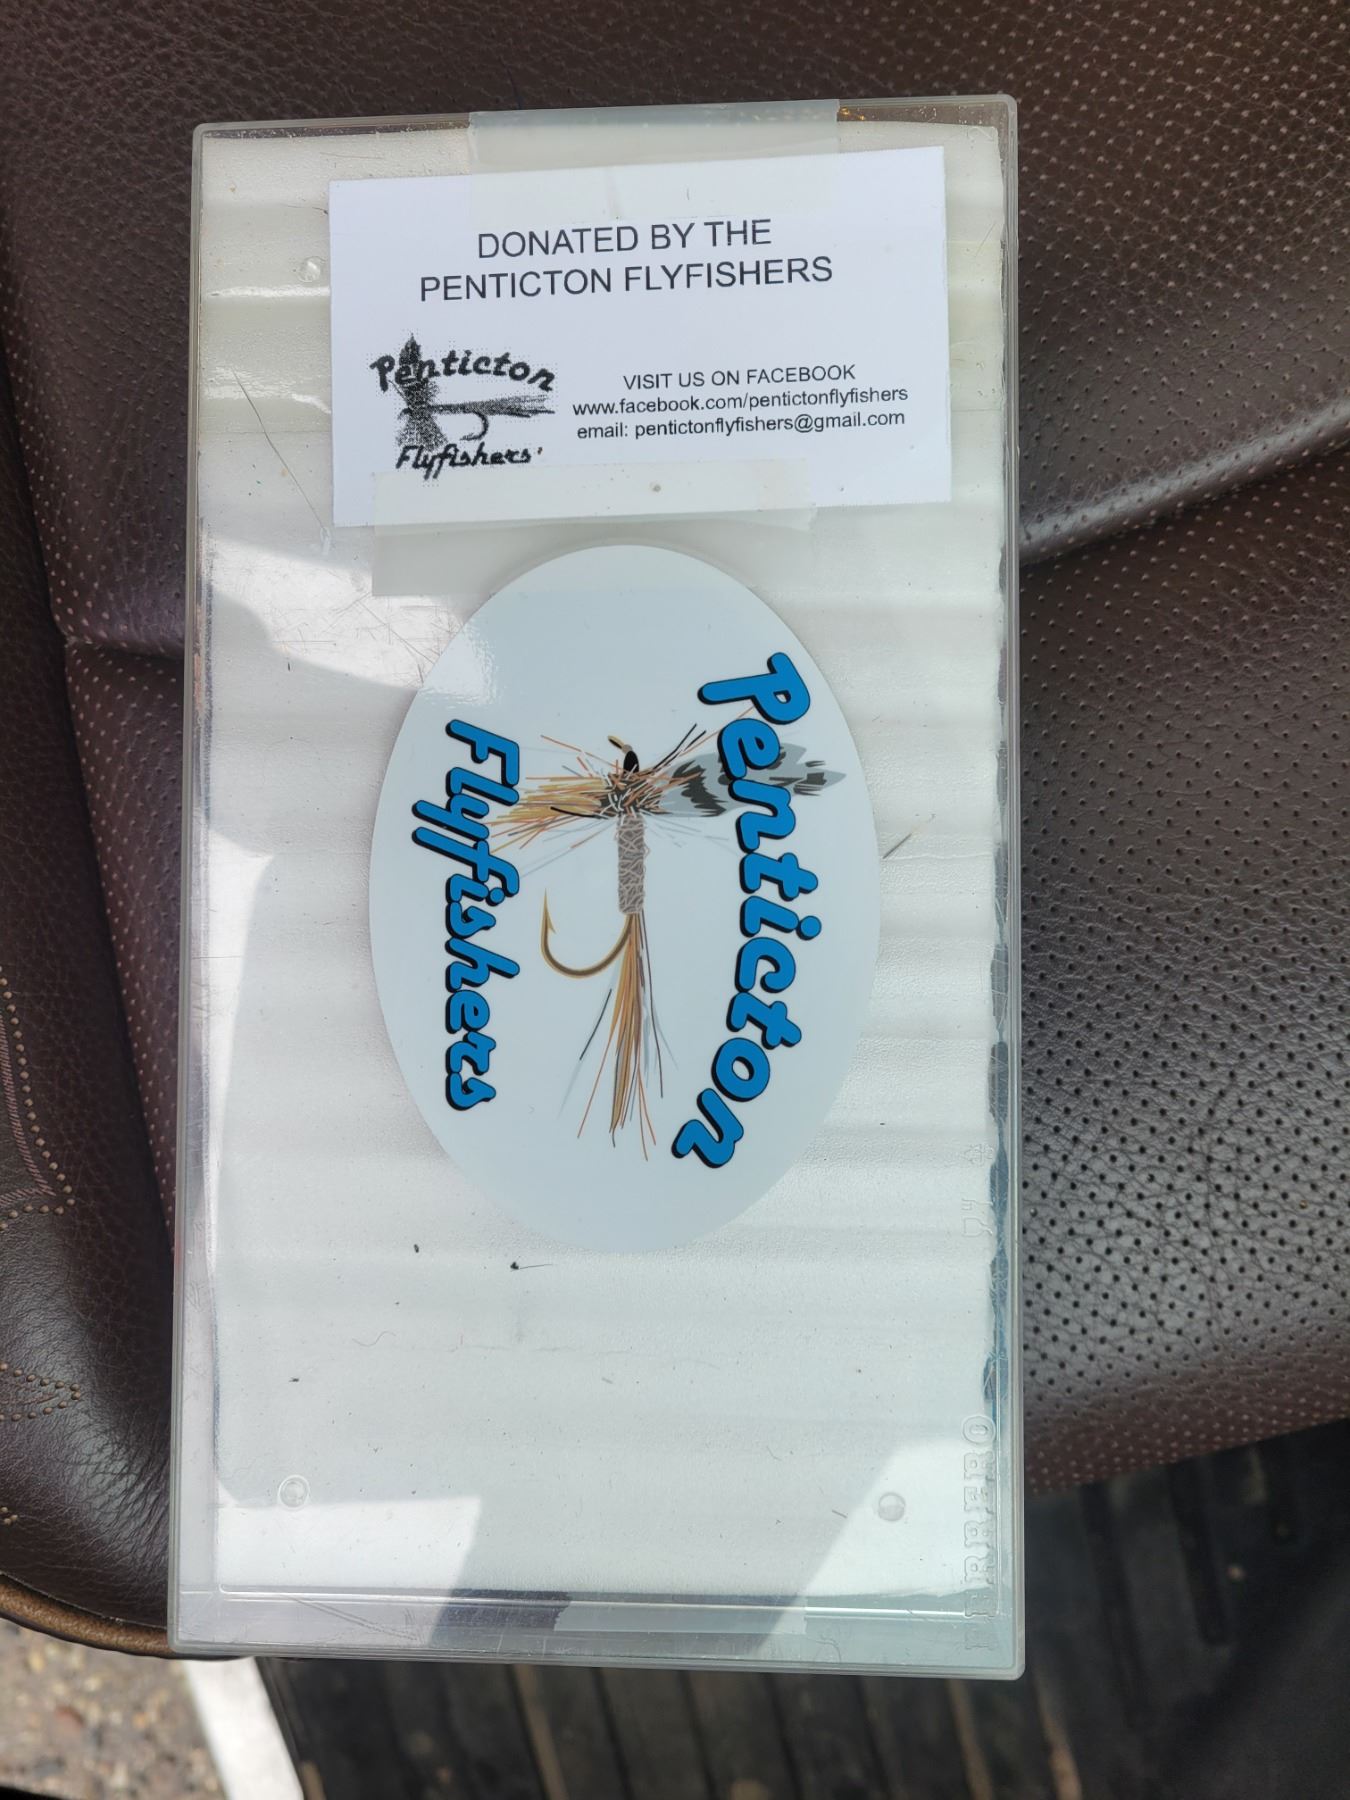 DONATED BY THE
PENTICTON FLYFISHERS
Penticton
Flyfishers
VISIT US ON FACEBOOK
www.facebook.com/pentictonflyfishers
email: pentictonflyfishers@gmail.com
Penticton
Flyfishers
FERRERO